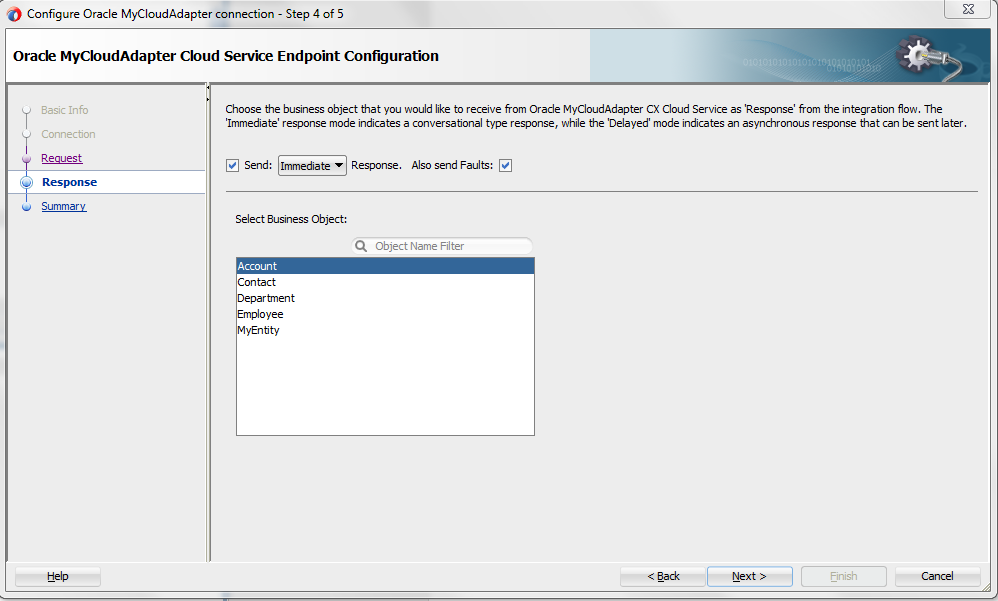 Configure Oracle MyCloudAdapter connection - Step 4 of 5
Oracle MyCloudAdapter Cloud Service Endpoint Configuration
Basic Info
Connection
Request
Response
Summary
Choose the business object that you would like to receive from Oracle MyCloudAdapter CX Cloud Service as 'Response' from the integration flow. The
'Immediate' response mode indicates a conversational type response, while the 'Delayed' mode indicates an asynchronous response that can be sent later.
Send: Immediate Response. Also send Faults:
Select Business Object:
Object Name Filter
Account
Contact
Department
Employee
MyEntity
Help < Back Next > Finish Cancel